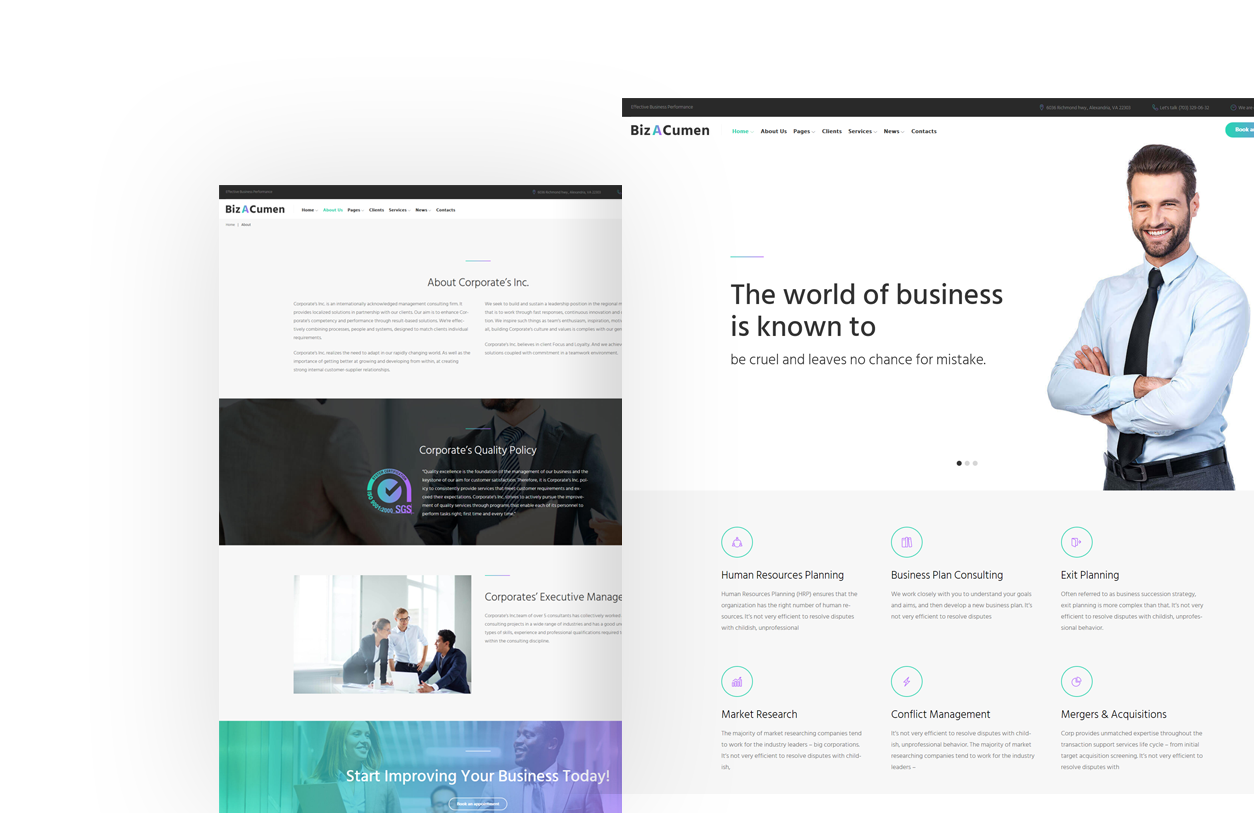 Effective Business Performance
6036 Richmond hwy, Alexandria, VA 22303
BizACumen
Home
About Us
Pages
Clients
Services
News
Contacts
Home | About
About Corporate's Inc.
Corporate's Inc. is an internationally acknowledged management consulting firm, it
provides localized solutions in partnership with our clients. Our aim is to enhance Cor-
porate's competency and performance through result-based solutions. We're effec-
tively combining processes, people and systems, designed to match clients individual
requirements.
Corporate's Inc. realizes the need to adapt in our rapidly changing world. As well as the
importance of getting better at growing and developing from within, at creating
strong internal customer-supplier relationships.
We seek to build and sustain a leadership position in the regional
that is to work through fast responses, continuous innovation and
tion. We inspire such things as team's enthusiasm, inspiration,
all, building Corporate's culture and values is complies with our
Corporate's Inc. believes in client Focus and Loyalty. And we
solutions coupled with commitment in a teamwork environment.
Corporate's Quality Policy
ISO 9001:2000
SGS
"Quality excellence is the foundation of the management of our business and the
keystone of our aim for customer satisfaction. Therefore, it is Corporate's Inc. pol-
icy to consistently provide services that meet customer requirements and ex-
ceed their expectations. Corporate's Inc. strives to actively pursue the improve-
ment of quality services through programs that enable each of its personnel to
perform tasks right, first time and every time."
Corporates' Executive Manage
Corporate's Inc team of over 5 consultants has collectively worked
consulting projects in a wide range of industries and has a good
types of skills, experience and professional qualifications required
within the consulting discipline.
Start Improving Your Business Today!
Book an appointment
Effective Business Performance
6036 Richmond hwy, Alexandria, VA 22303
Let's talk: (703) 329-06-32
We are
BizACumen
Home
About Us
Pages
Clients
Services
News
Contacts
Book a
The world of business
is known to
be cruel and leaves no chance for mistake.
Human Resources Planning
Human Resources Planning (HRP) ensures that the
organization has the right number of human re-
sources. It's not very efficient to resolve disputes
with childish, unprofessional
Business Plan Consulting
We work closely with you to understand your goals
and aims, and then develop a new business plan. It's
not very efficient to resolve disputes
Exit Planning
Often referred to as business succession strategy,
exit planning is more complex than that. It's not very
efficient to resolve disputes with childish, unprofes-
sional behavior.
Market Research
The majority of market researching companies tend
to work for the industry leaders – big corporations.
It's not very efficient to resolve disputes with child-
ish,
Conflict Management
It's not very efficient to resolve disputes with child-
ish, unprofessional behavior. The majority of market
researching companies tend to work for the industry
leaders –
Mergers & Acquisitions
Corp provides unmatched expertise throughout the
transaction support services life cycle – from initial
target acquisition screening. It's not very efficient to
resolve disputes with